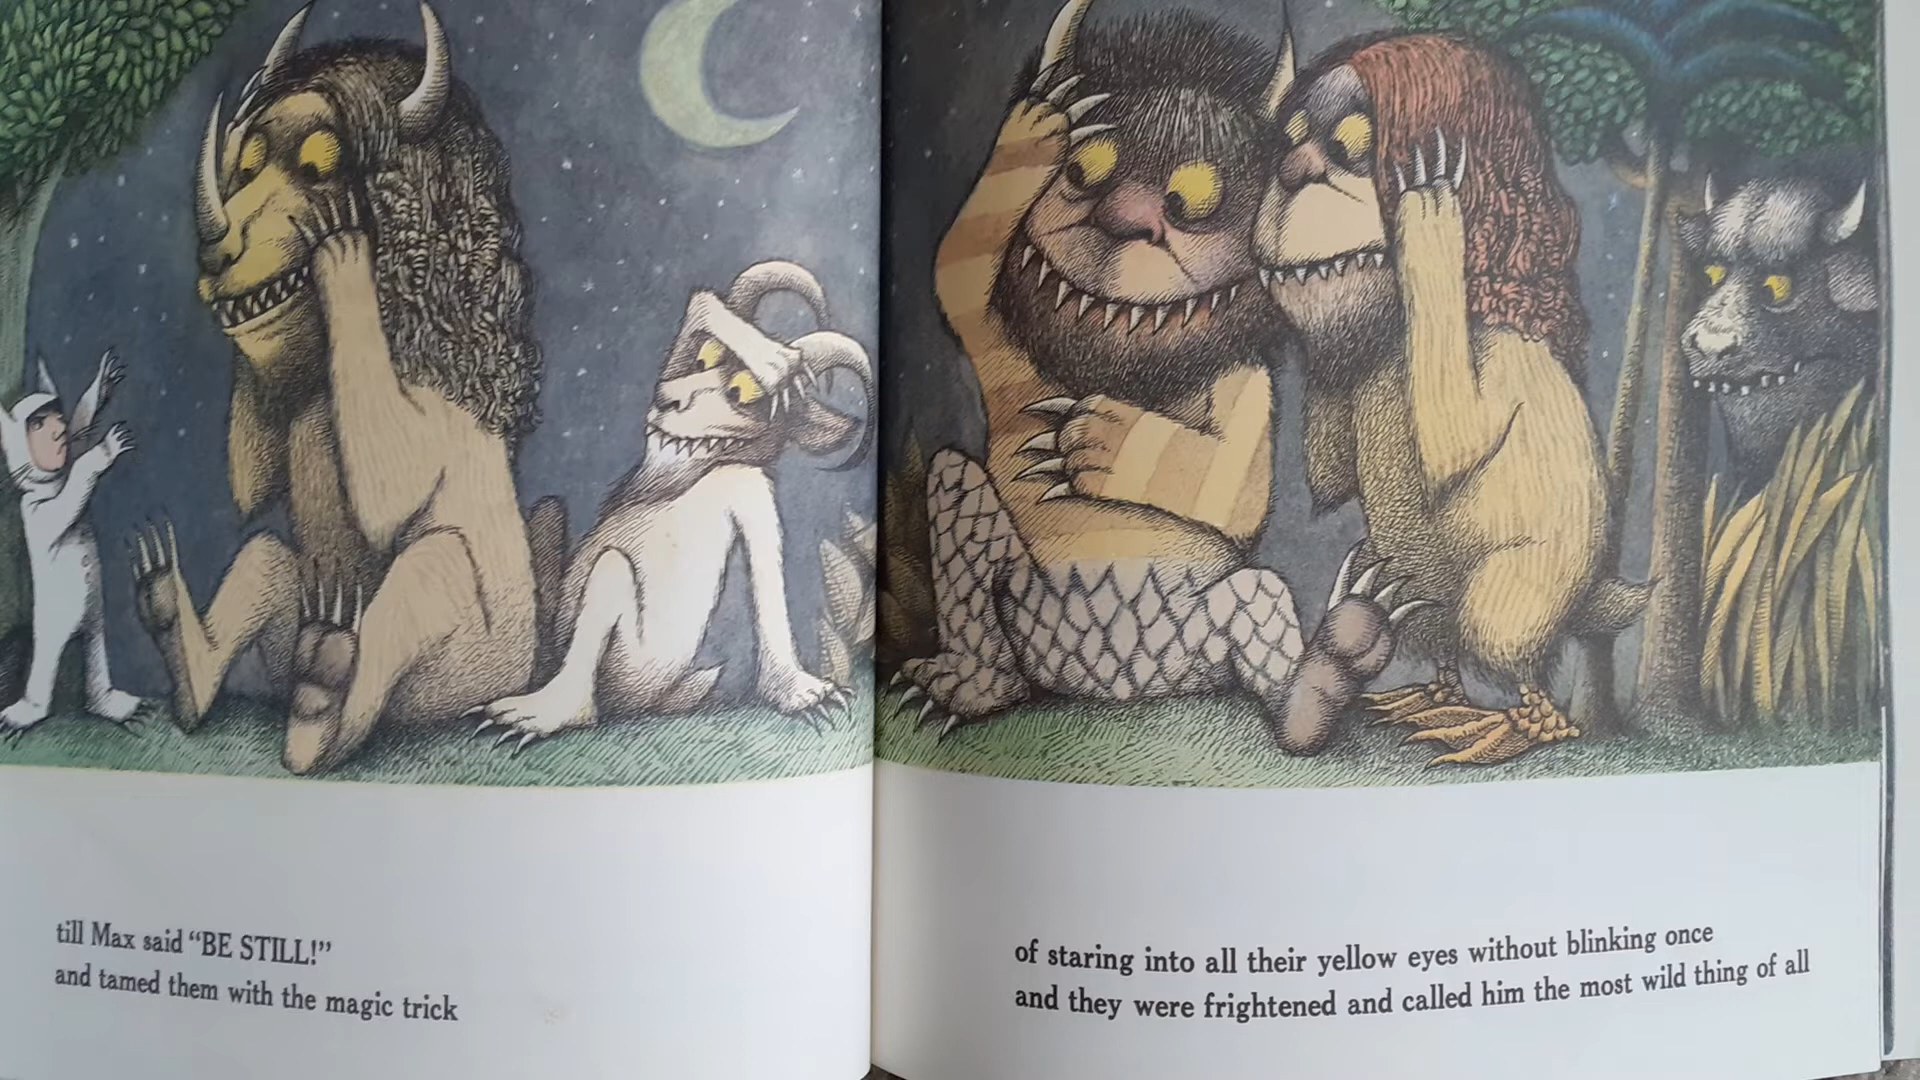 till Max said “BE STILL!”
and tamed them with the magic trick
of staring into all their yellow eyes without blinking once
and they were frightened and called him the most wild thing of all